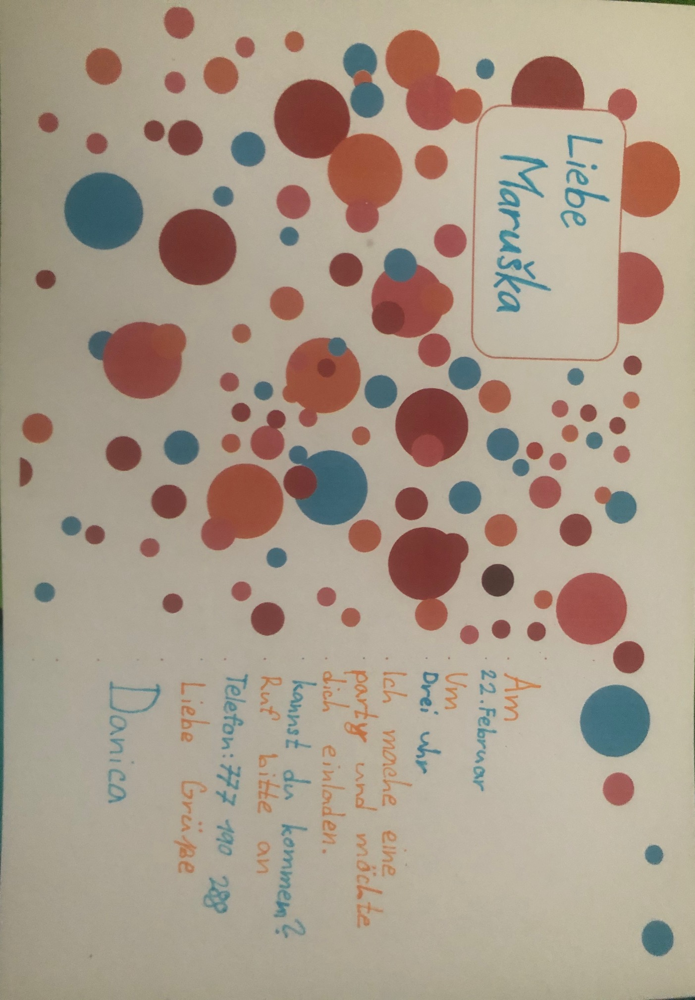 Liebe
Maruška
Am
22. Februar
Um
Drei uhr
Ich mache eine
party und möchte
dich einladen.
kannst du kommen?
Ruf bitte an
Telefon: 777 190
Liebe Grüße
Danica